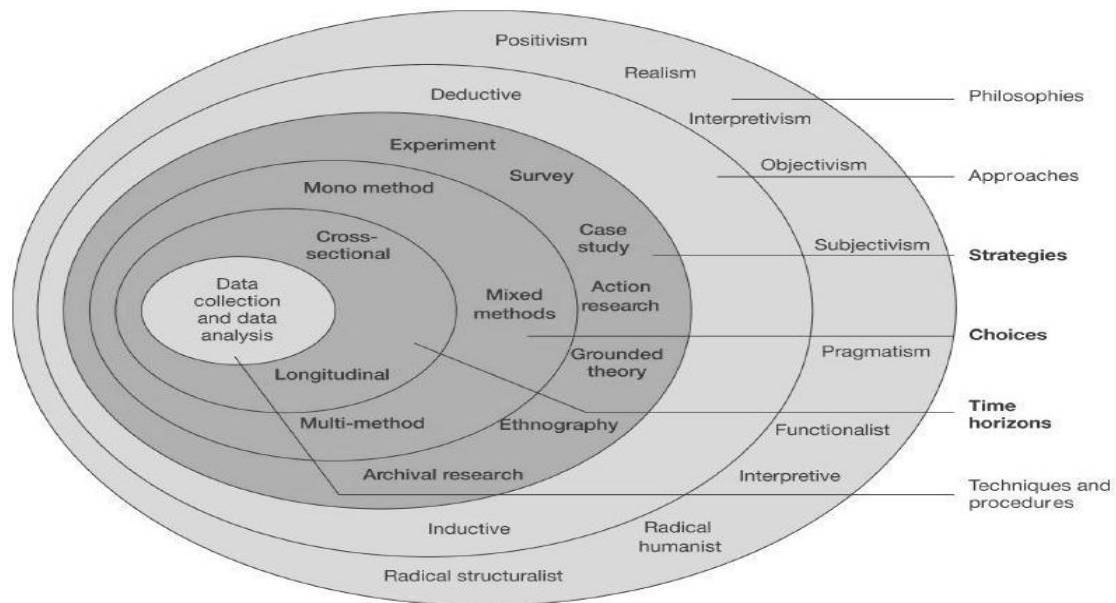 Positivism
Realism
Philosophies
Deductive
Interpretivism
Experiment
Objectivism
Approaches
Survey
Mono method
Case
study
Subjectivism
Strategies
Cross-
sectional
Data
collection
and data
analysis
Mixed
methods
Action
research
Choices
Grounded
theory
Pragmatism
Longitudinal
Time
horizons
Multi-method
Ethnography
Functionalist
Archival research
Interpretive
Techniques and
procedures
Inductive
Radical
humanist
Radical structuralist